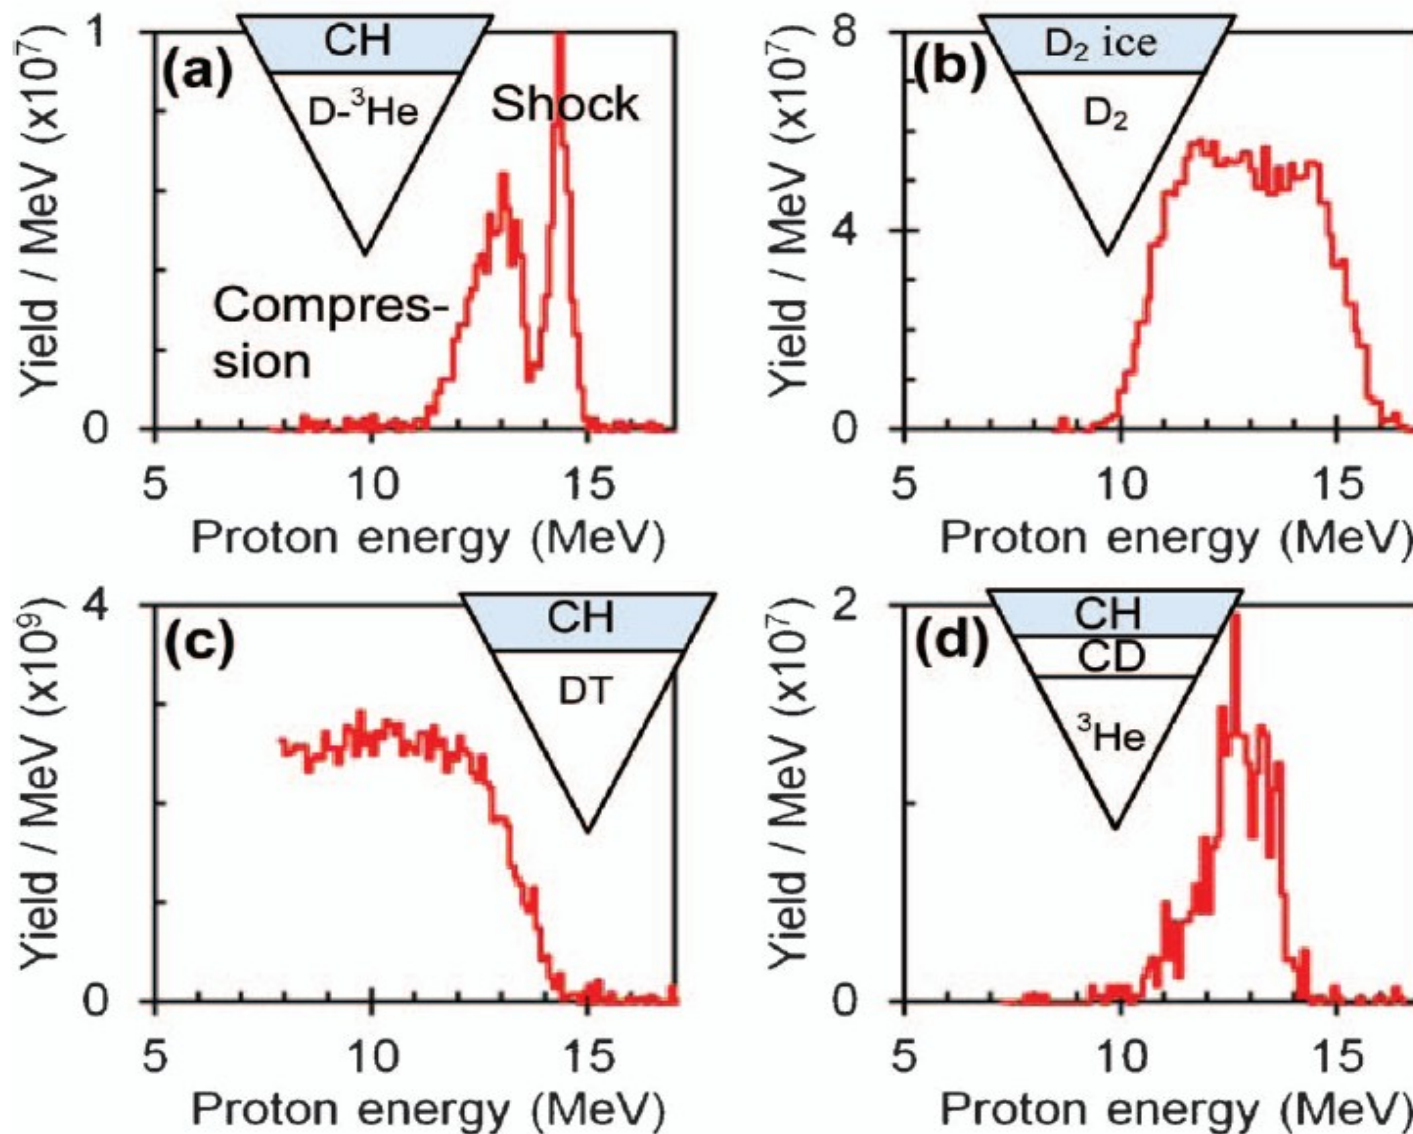 (a)
CH
D-³He
Shock
Compres-
sion
Yield / MeV (x10⁷)
1
0
5 10 15
Proton energy (MeV)
(b)
D₂ ice
D₂
Yield / MeV (x10⁷)
8
4
0
5 10 15
Proton energy (MeV)
(c)
CH
DT
Yield / MeV (x10⁹)
4
0
5 10 15
Proton energy (MeV)
(d)
CH
CD
³He
Yield / MeV (x10⁷)
2
0
5 10 15
Proton energy (MeV)